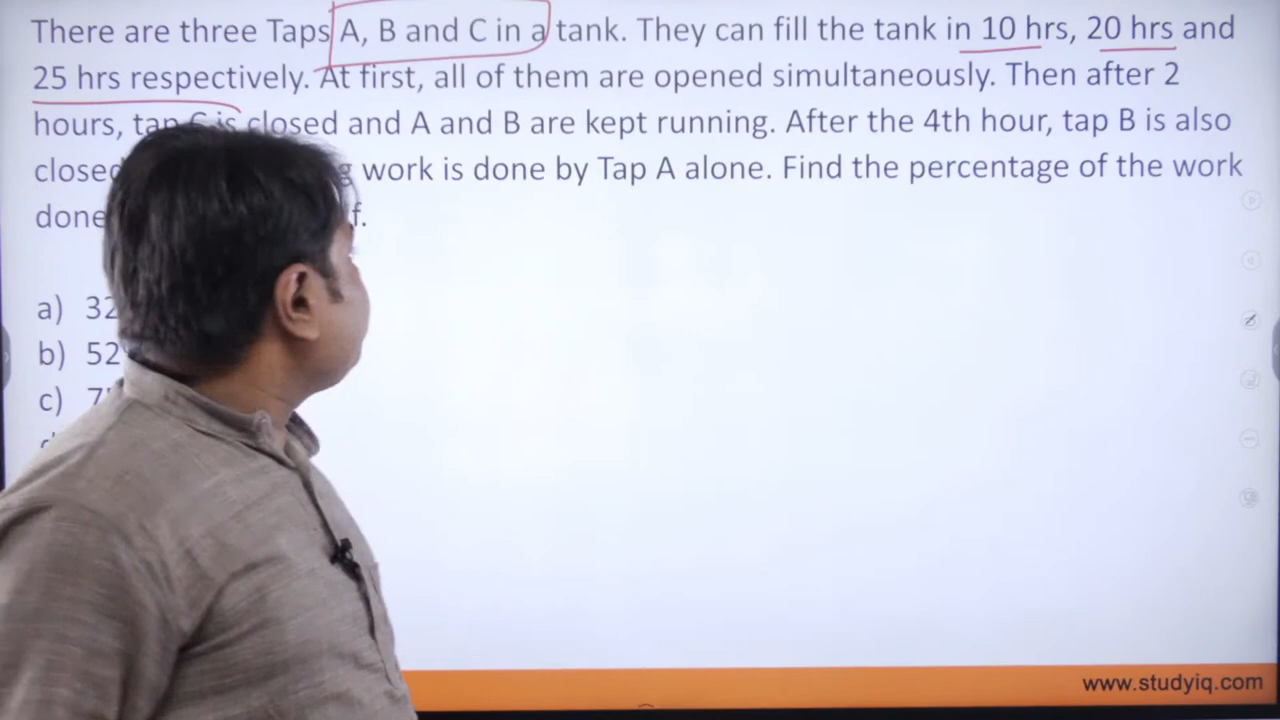 There are three Taps A, B and C in a tank. They can fill the tank in 10 hrs, 20 hrs and
25 hrs respectively. At first, all of them are opened simultaneously. Then after 2
hours, tap C is closed and A and B are kept running. After the 4th hour, tap B is also
work is done by Tap A alone. Find the percentage of the work
done
a)
b)
c)
www.studyiq.com